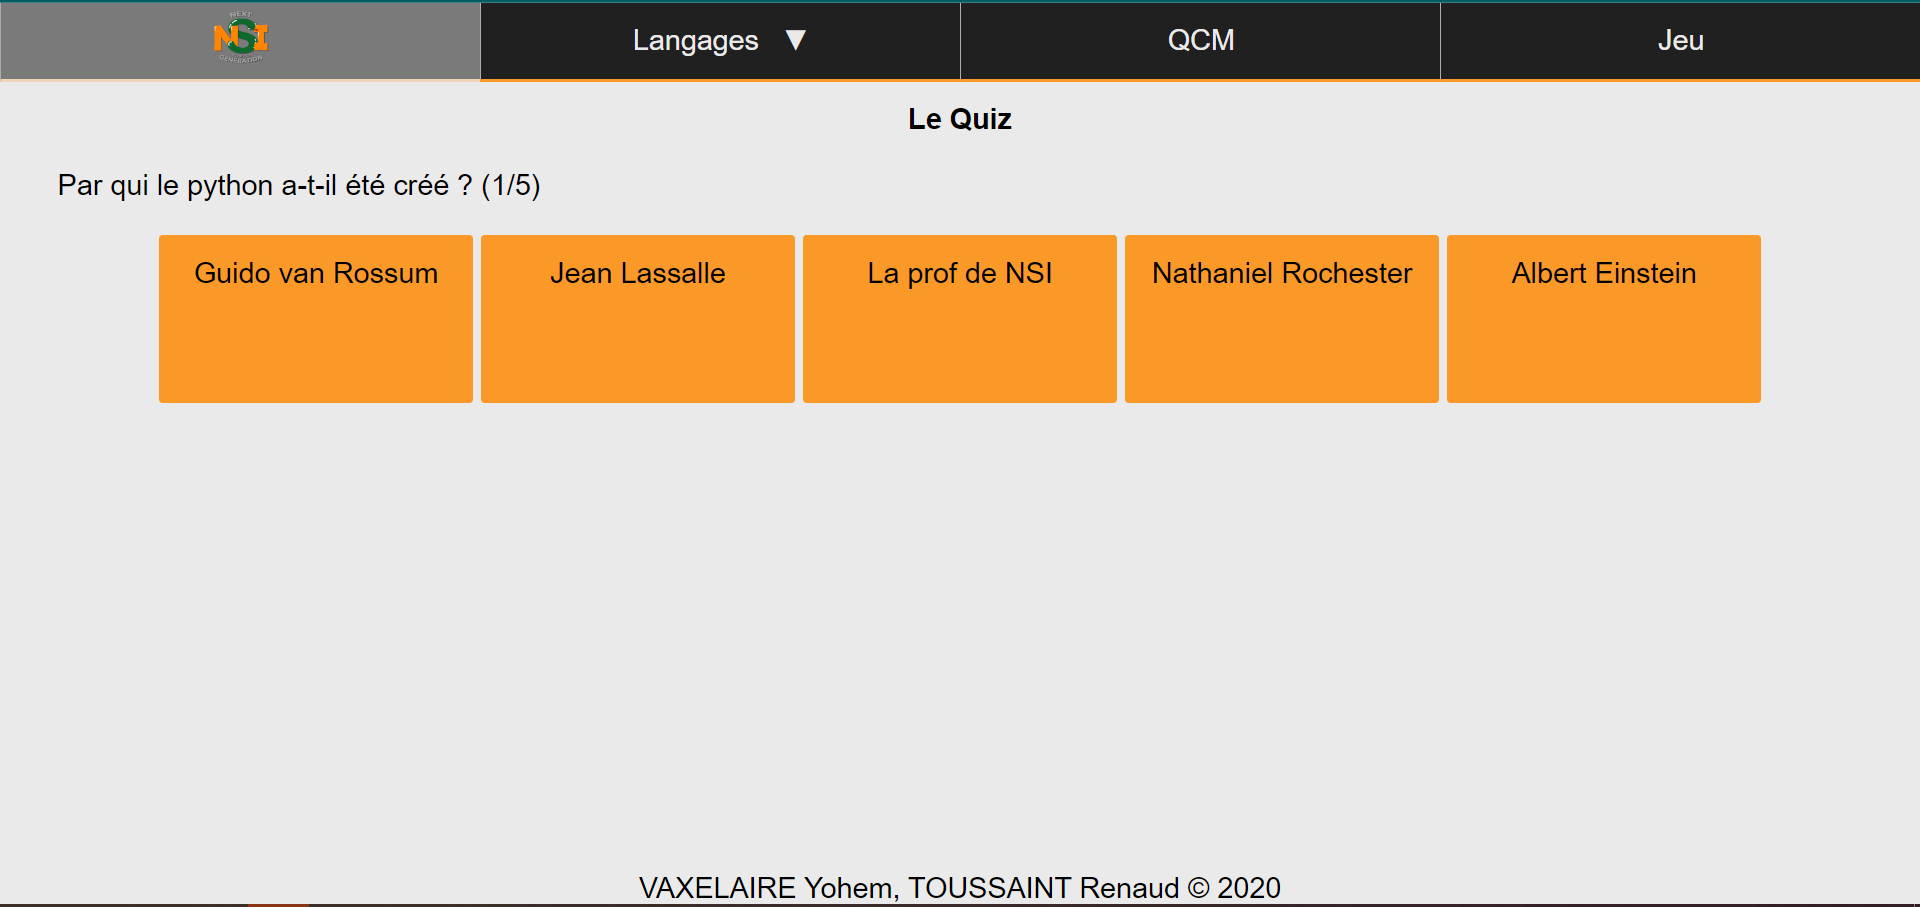 NEXT
NSI
GENERATION
Langages ▼
QCM
Jeu
Le Quiz
Par qui le python a-t-il été créé ? (1/5)
Guido van Rossum
Jean Lassalle
La prof de NSI
Nathaniel Rochester
Albert Einstein
VAXELAIRE Yohem, TOUSSAINT Renaud © 2020